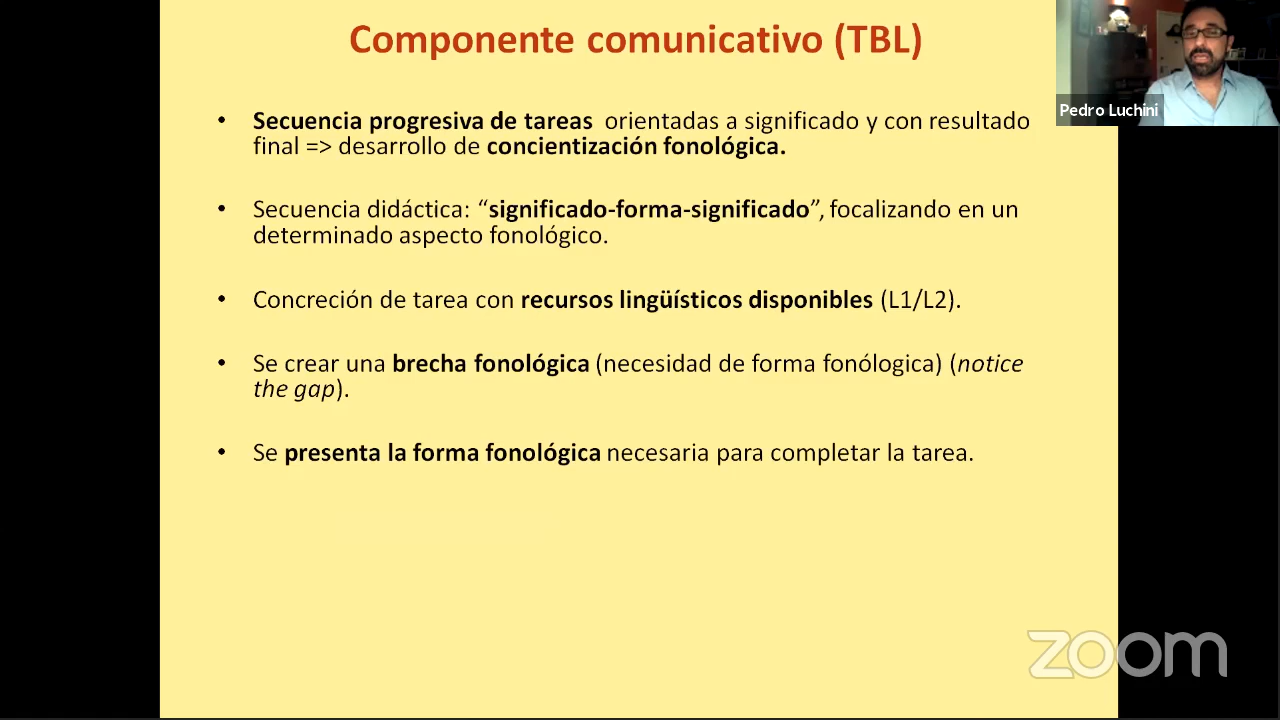 Componente comunicativo (TBL)
Pedro Luchini
• Secuencia progresiva de tareas orientadas a significado y con resultado
final => desarrollo de concientización fonológica.
• Secuencia didáctica: “significado-forma-significado”, focalizando en un
determinado aspecto fonológico.
• Concreción de tarea con recursos lingüísticos disponibles (L1/L2).
• Se crear una brecha fonológica (necesidad de forma fonólogica) (notice
the gap).
• Se presenta la forma fonológica necesaria para completar la tarea.
zoom